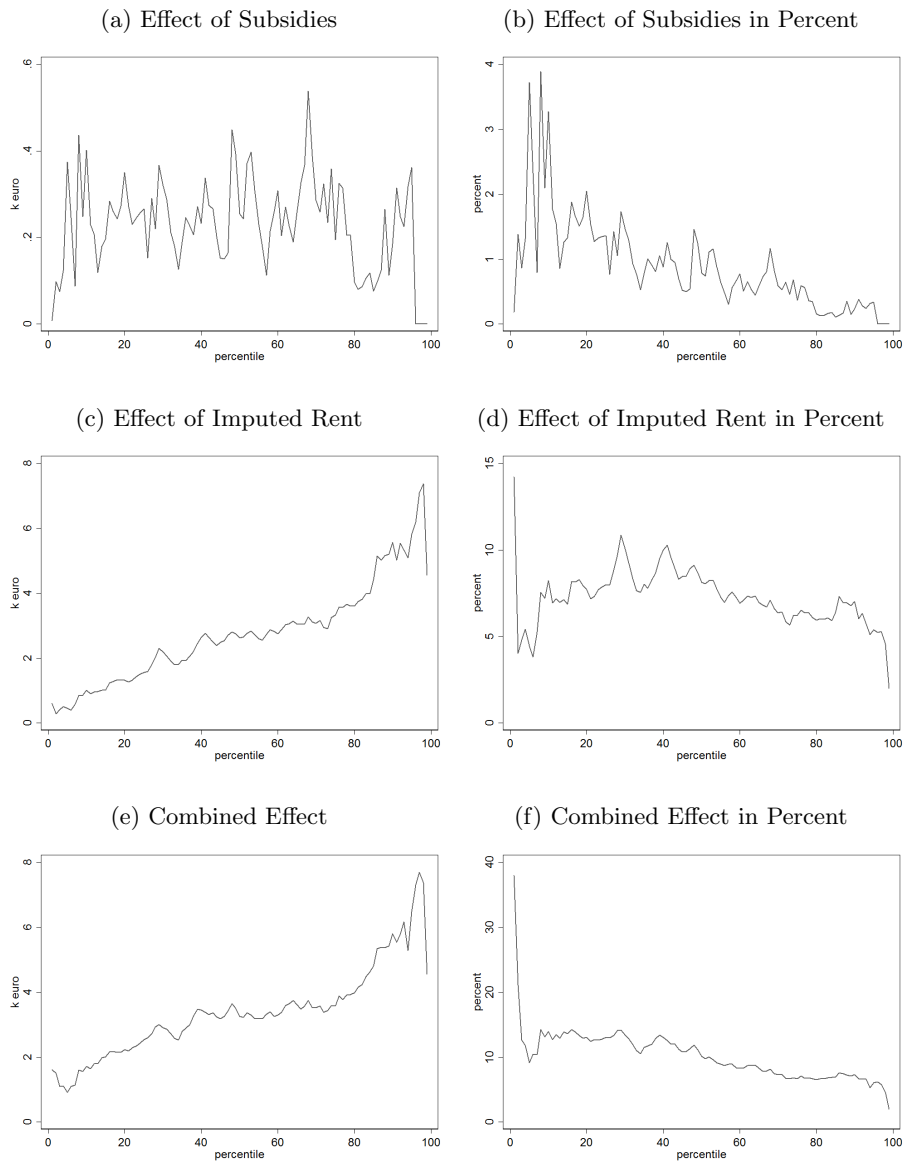 (a) Effect of Subsidies
(b) Effect of Subsidies in Percent
k euro
0 .2 .4 .6
0 20 40 60 80 100
percentile
percent
0 1 2 3 4
0 20 40 60 80 100
percentile
(c) Effect of Imputed Rent
(d) Effect of Imputed Rent in Percent
k euro
0 2 4 6 8
0 20 40 60 80 100
percentile
percent
0 5 10 15
0 20 40 60 80 100
percentile
(e) Combined Effect
(f) Combined Effect in Percent
k euro
0 2 4 6 8
0 20 40 60 80 100
percentile
percent
0 10 20 30 40
0 20 40 60 80 100
percentile